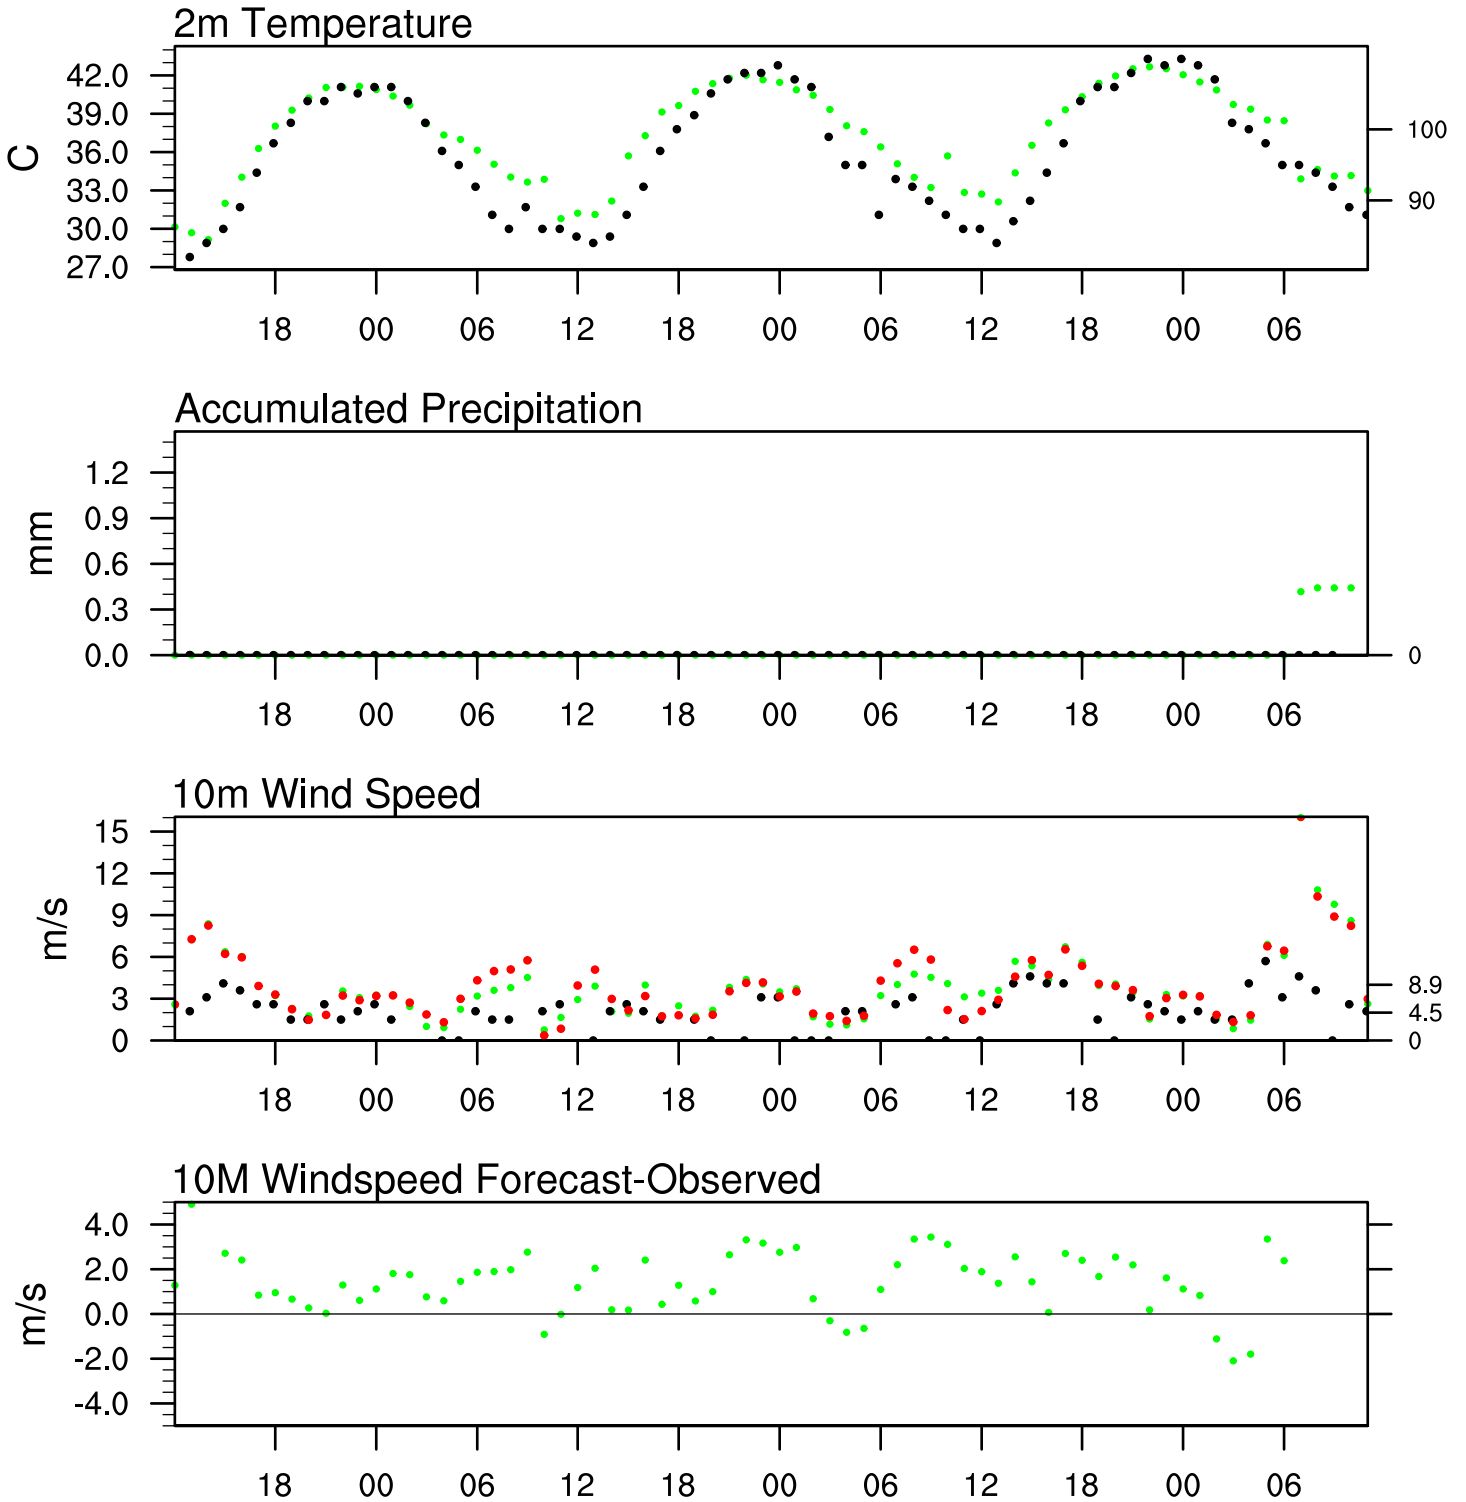 2m Temperature
42.0
39.0
36.0
33.0
30.0
27.0
C
100
90
18 00 06 12 18 00 06 12 18 00 06
Accumulated Precipitation
1.2
0.9
0.6
0.3
0.0
mm
0
18 00 06 12 18 00 06 12 18 00 06
10m Wind Speed
15
12
9
6
3
0
m/s
8.9
4.5
0
18 00 06 12 18 00 06 12 18 00 06
10M Windspeed Forecast-Observed
4.0
2.0
0.0
-2.0
-4.0
m/s
18 00 06 12 18 00 06 12 18 00 06